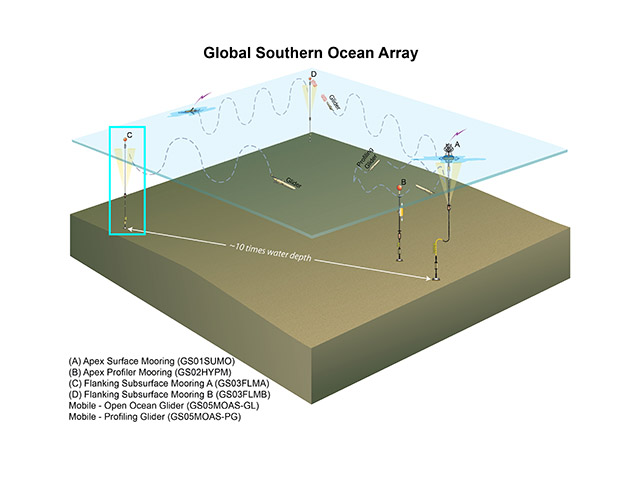 Global Southern Ocean Array
D
Glider
C
A
Profiling
Glider
Glider
B
~10 times water depth
(A) Apex Surface Mooring (GS01SUMO)
(B) Apex Profiler Mooring (GS02HYPM)
(C) Flanking Subsurface Mooring A (GS03FLMA)
(D) Flanking Subsurface Mooring B (GS03FLMB)
Mobile - Open Ocean Glider (GS05MOAS-GL)
Mobile - Profiling Glider (GS05MOAS-PG)